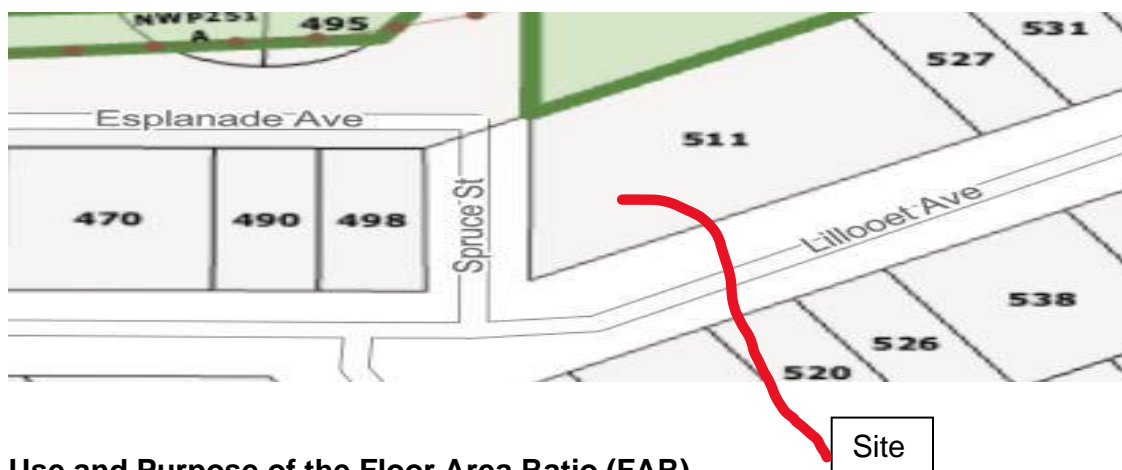 NWP251
A
495
531
527
Esplanade Ave
511
470
490
498
Spruce St
Lillooet Ave
538
526
520
Site
Use and Purpose of the Floor Area Ratio (FAR)